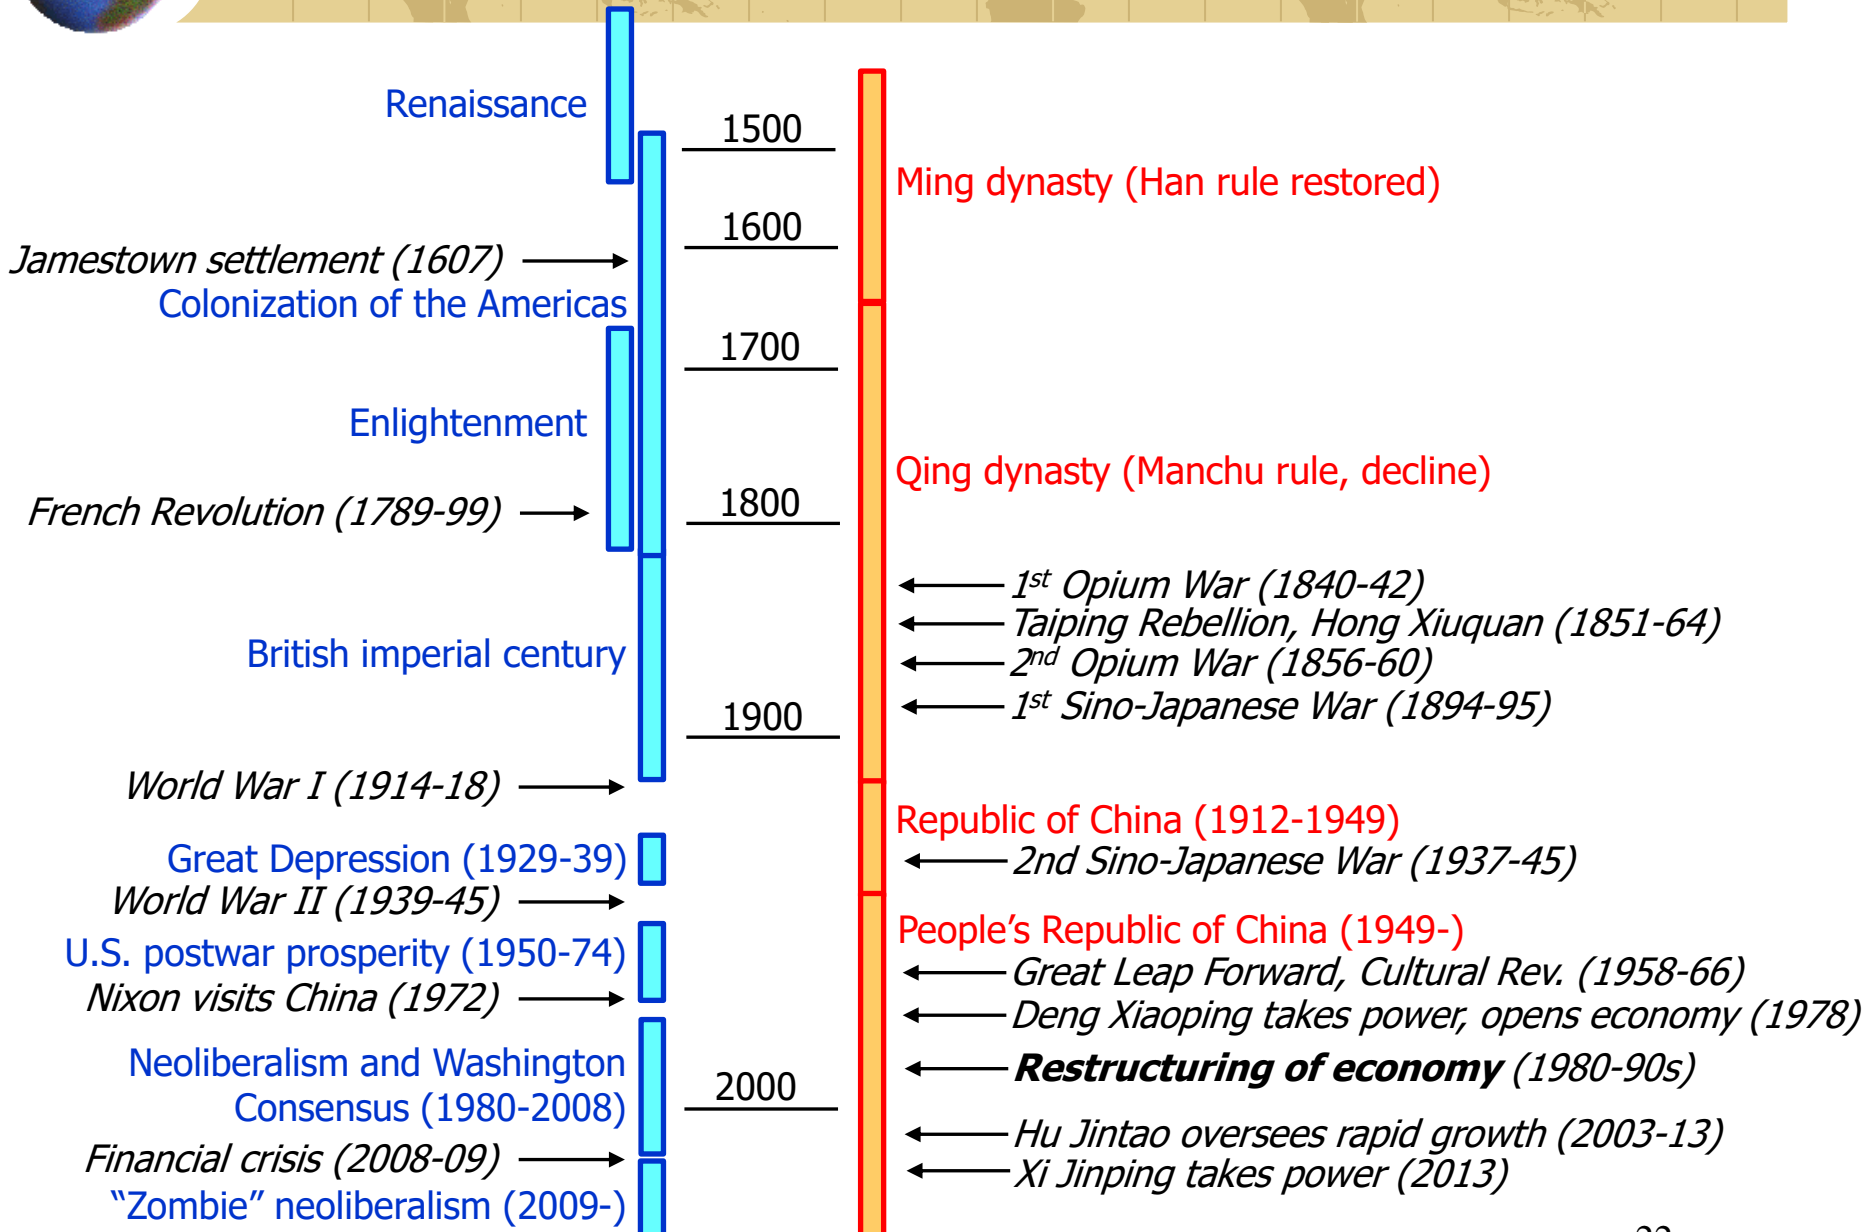 Renaissance
1500
Ming dynasty (Han rule restored)
1600
Jamestown settlement (1607)
Colonization of the Americas
1700
Enlightenment
Qing dynasty (Manchu rule, decline)
French Revolution (1789-99)
1800
1st Opium War (1840-42)
Taiping Rebellion, Hong Xiuquan (1851-64)
British imperial century
2nd Opium War (1856-60)
1st Sino-Japanese War (1894-95)
1900
World War I (1914-18)
Republic of China (1912-1949)
Great Depression (1929-39)
2nd Sino-Japanese War (1937-45)
World War II (1939-45)
People's Republic of China (1949-)
U.S. postwar prosperity (1950-74)
Great Leap Forward, Cultural Rev. (1958-66)
Nixon visits China (1972)
Deng Xiaoping takes power, opens economy (1978)
Neoliberalism and Washington
Consensus (1980-2008)
Restructuring of economy (1980-90s)
2000
Hu Jintao oversees rapid growth (2003-13)
Financial crisis (2008-09)
Xi Jinping takes power (2013)
"Zombie" neoliberalism (2009-)